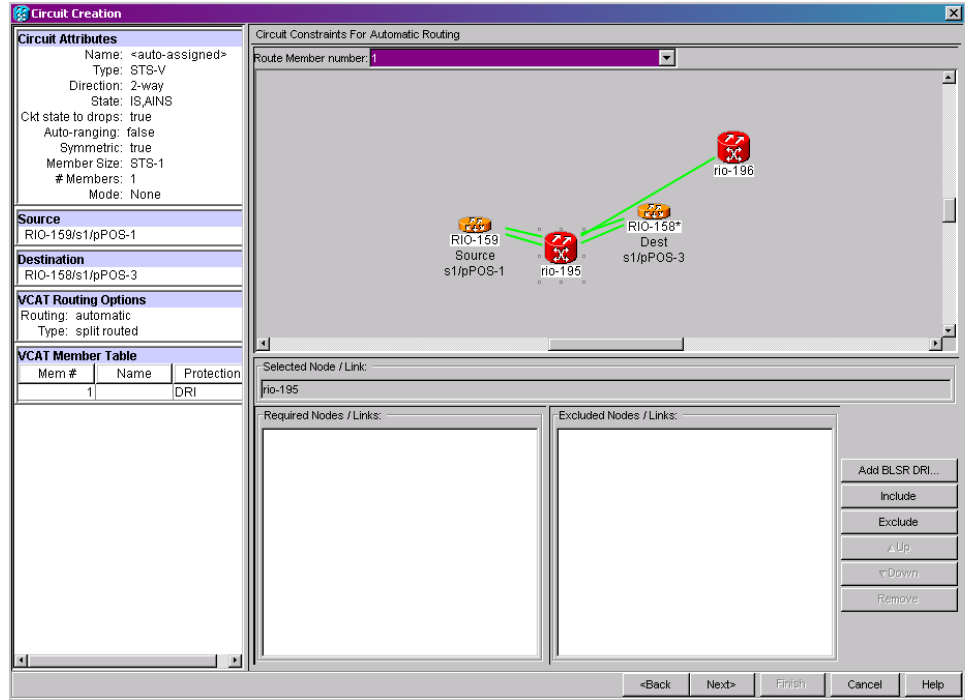 Circuit Creation
Circuit Attributes
Name: <auto-assigned>
Type: STS-V
Direction: 2-way
State: IS,AINS
Ckt state to drops: true
Auto-ranging: false
Symmetric: true
Member Size: STS-1
# Members: 1
Mode: None
Source
RIO-159/s1/pPOS-1
Destination
RIO-158/s1/pPOS-3
VCAT Routing Options
Routing: automatic
Type: split routed
VCAT Member Table
Mem # Name Protection
1 DRI
Circuit Constraints For Automatic Routing
Route Member number: 1
rio-196
RIO-159
Source
s1/pPOS-1
rio-195
RIO-158*
Dest
s1/pPOS-3
Selected Node / Link:
rio-195
Required Nodes / Links:
Excluded Nodes / Links:
Add BLSR DRI...
Include
Exclude
Up
Down
Remove
<Back
Next>
Finish
Cancel
Help